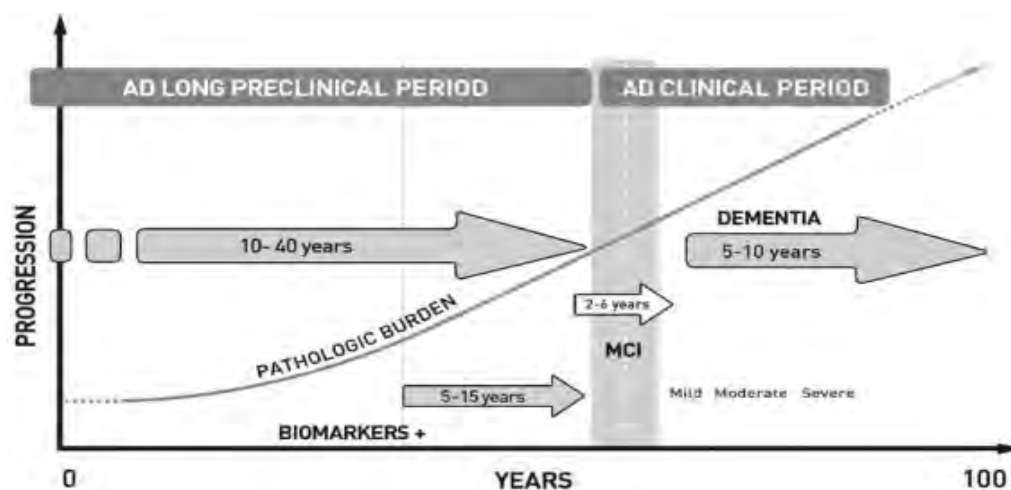 AD LONG PRECLINICAL PERIOD
AD CLINICAL PERIOD
PROGRESSION
10- 40 years
DEMENTIA
5-10 years
2-6 years
PATHOLOGIC BURDEN
MCI
5-15 years
Mild Moderate Severe
BIOMARKERS +
0
YEARS
100